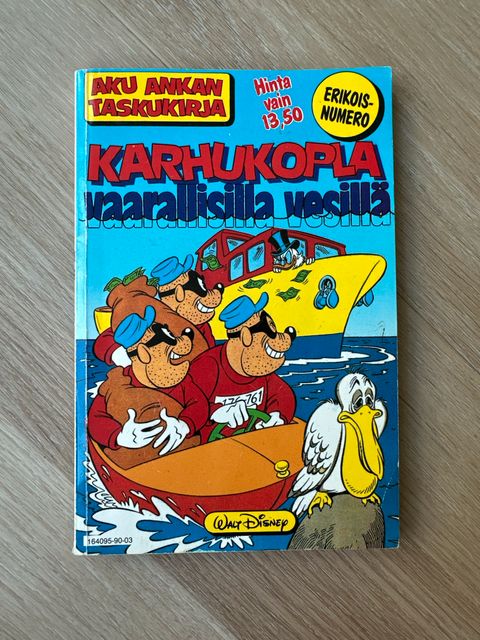 AKU ANKAN
TASKUKIRJA
Hinta
vain
13,50
ERIKOIS-
NUMERO
KARHUKOPLA
vaarallisilla vesillä
176-761
WALT DISNEY
164095-90-03